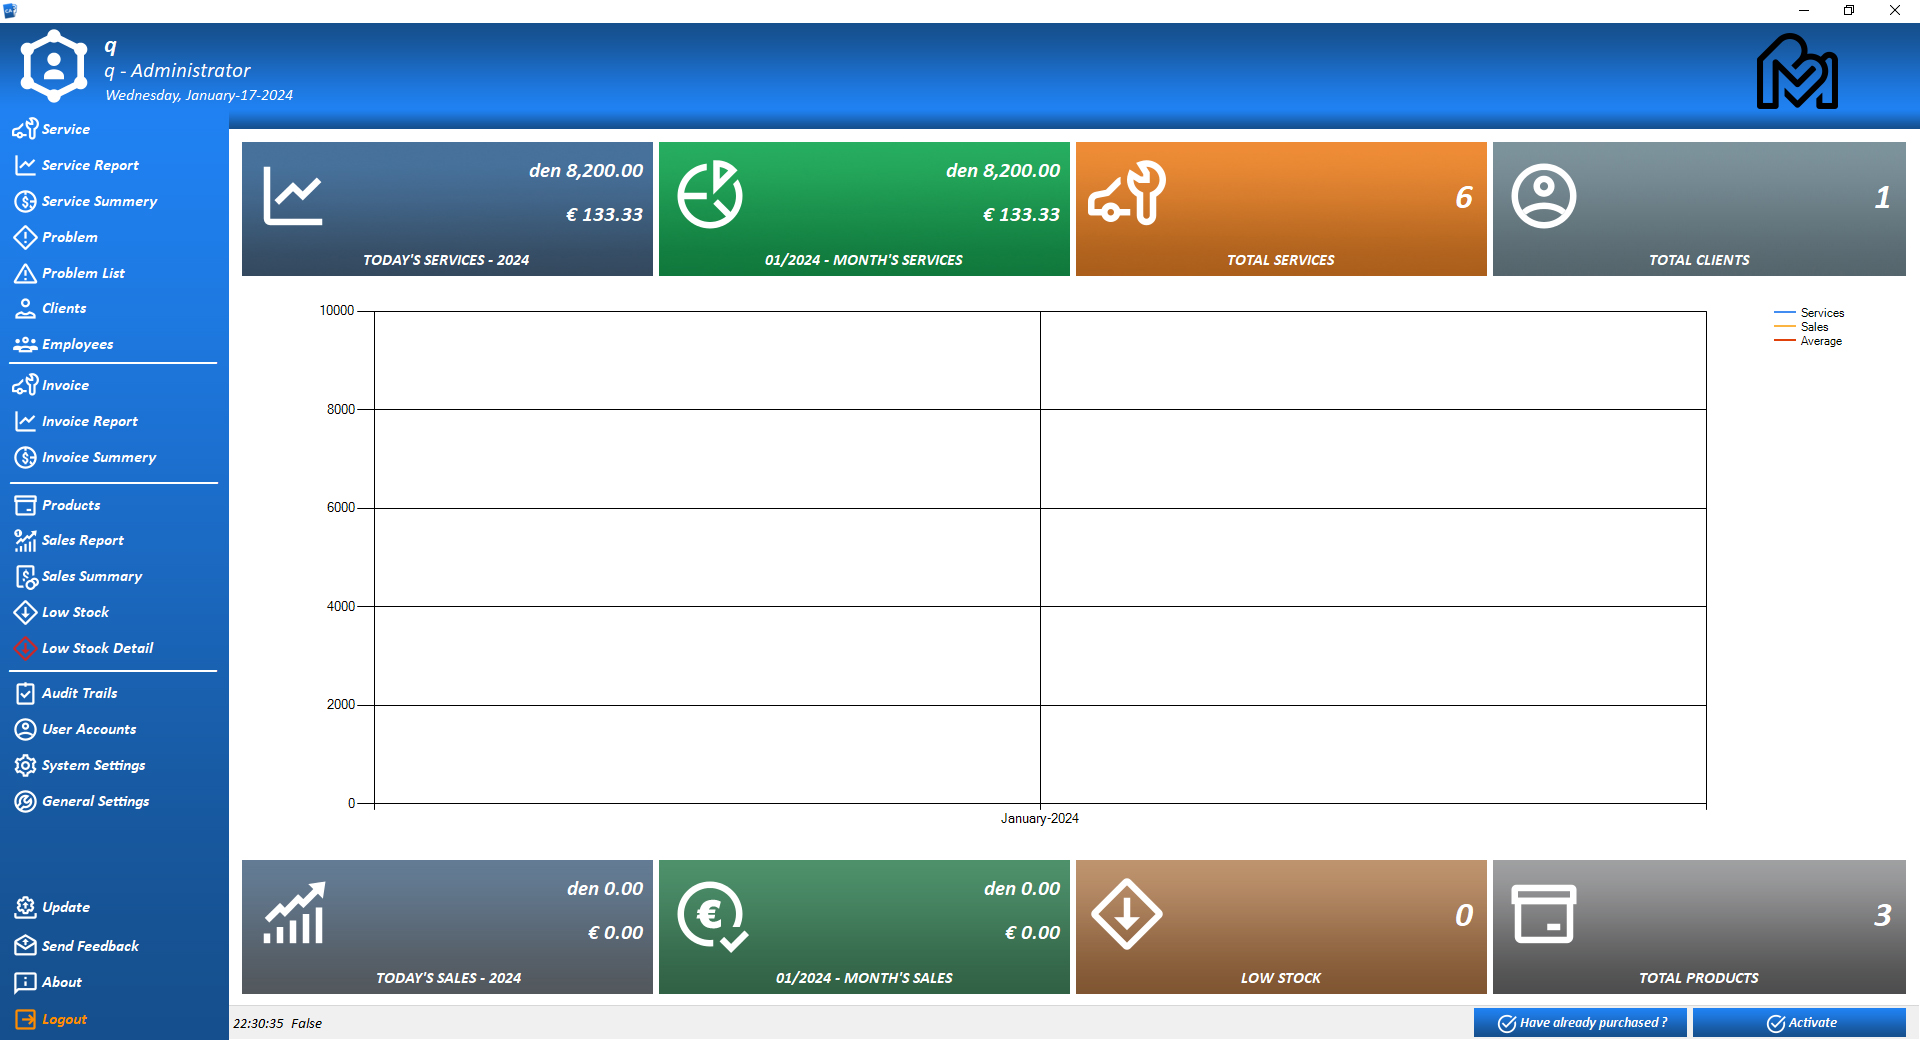 q
q - Administrator
Wednesday, January-17-2024
Service
Service Report
Service Summery
Problem
Problem List
Clients
Employees
Invoice
Invoice Report
Invoice Summery
Products
Sales Report
Sales Summary
Low Stock
Low Stock Detail
Audit Trails
User Accounts
System Settings
General Settings
Update
Send Feedback
About
Logout
den 8,200.00
€ 133.33
TODAY'S SERVICES - 2024
den 8,200.00
€ 133.33
01/2024 - MONTH'S SERVICES
6
TOTAL SERVICES
1
TOTAL CLIENTS
10000
8000
6000
4000
2000
0
January-2024
Services
Sales
Average
den 0.00
€ 0.00
TODAY'S SALES - 2024
den 0.00
€ 0.00
01/2024 - MONTH'S SALES
0
LOW STOCK
3
TOTAL PRODUCTS
22:30:35 False
Have already purchased ?
Activate